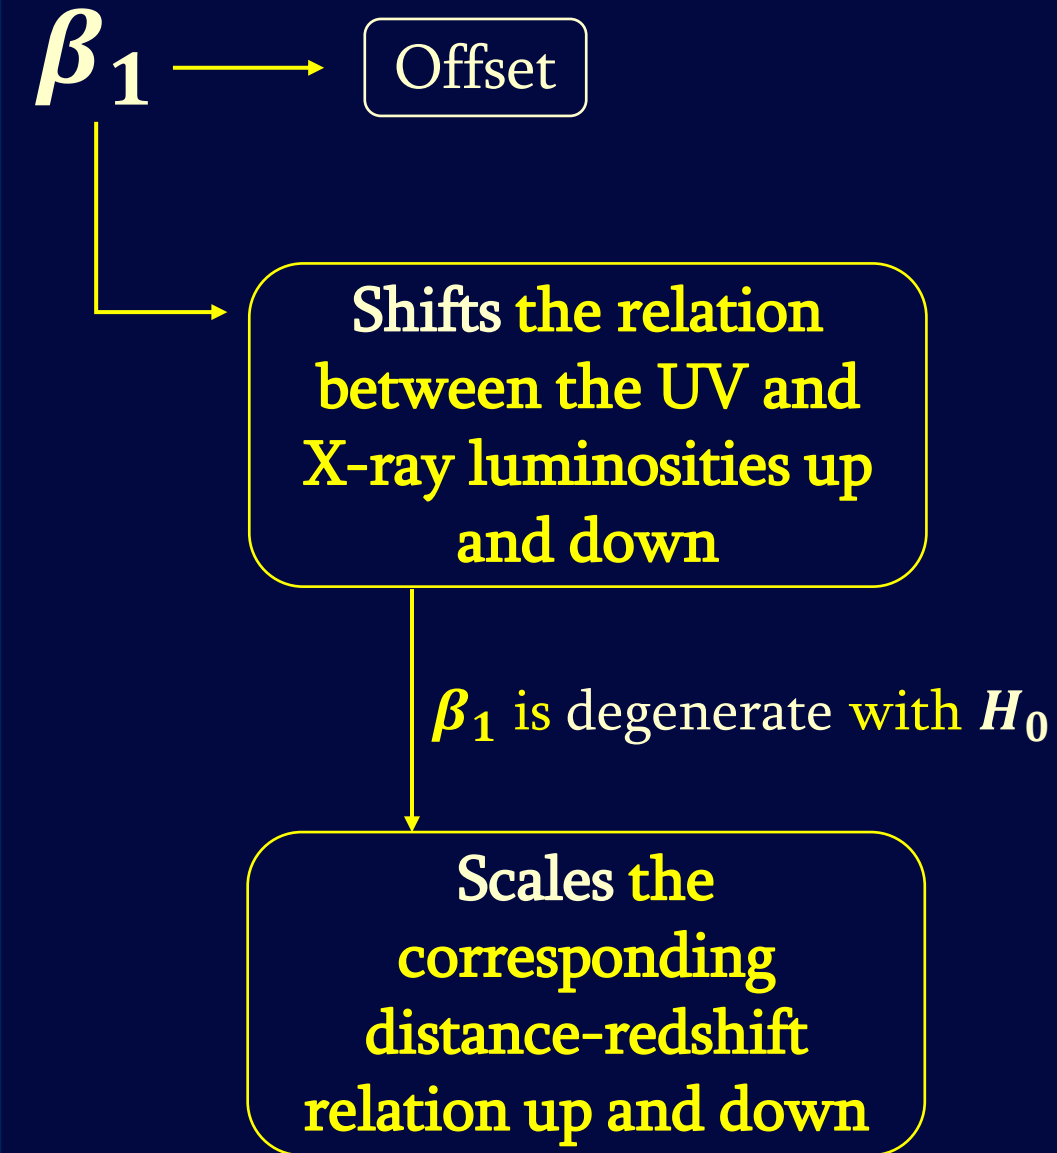 β₁
Offset
Shifts the relation
between the UV and
X-ray luminosities up
and down
β₁ is degenerate with H₀
Scales the
corresponding
distance-redshift
relation up and down